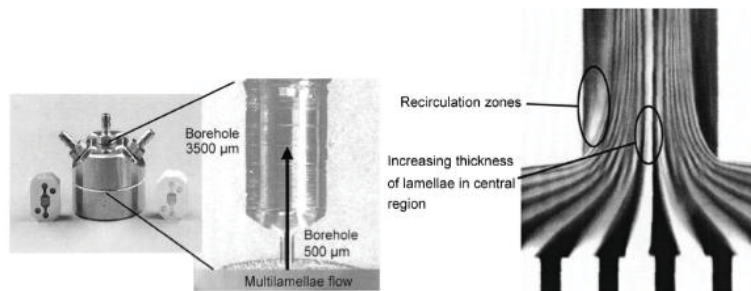 Borehole
3500 µm
Borehole
500 µm
Multilamellae flow
Recirculation zones
Increasing thickness
of lamellae in central
region